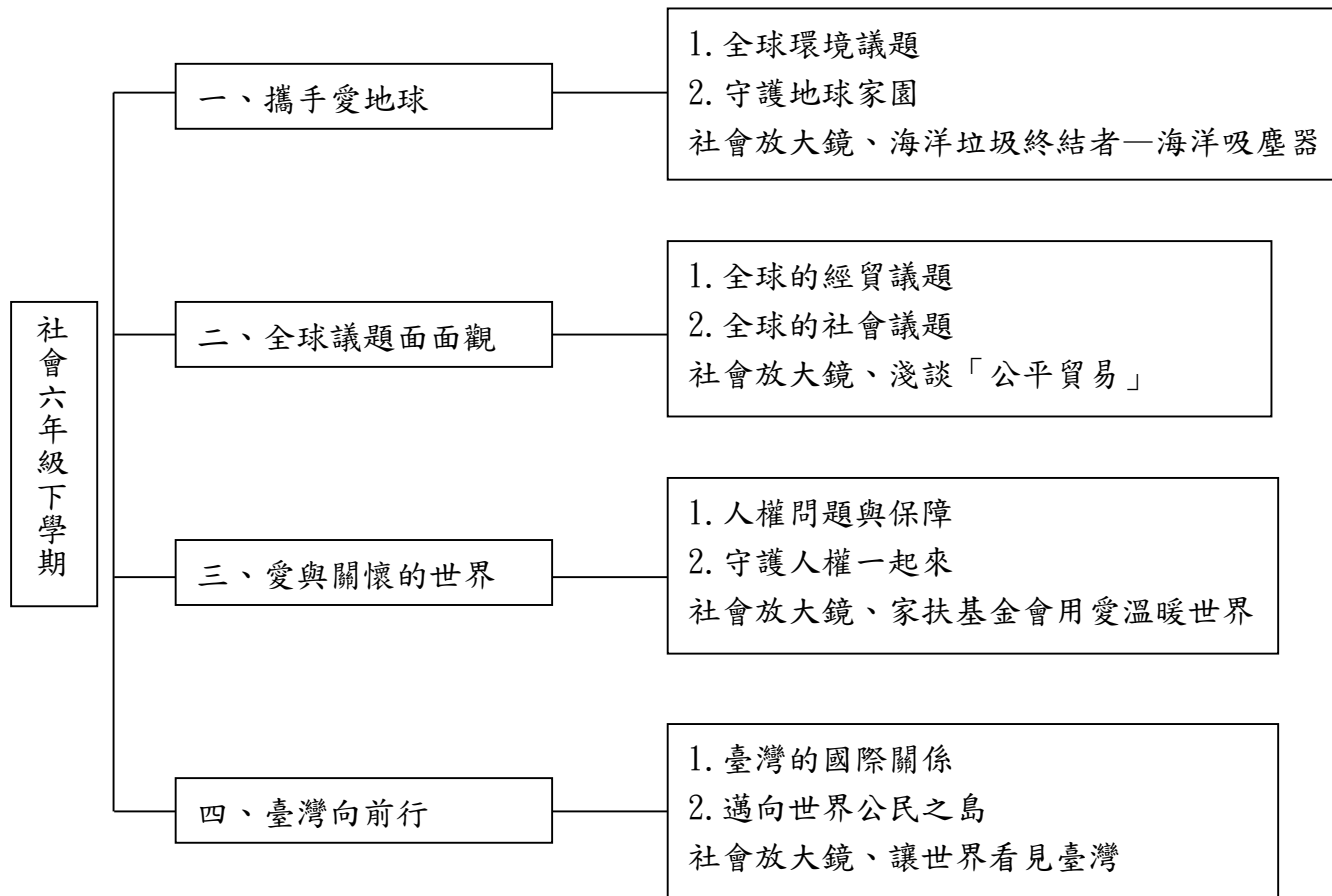 社會六年級下學期
一、攜手愛地球
1.全球環境議題
2.守護地球家園
社會放大鏡、海洋垃圾終結者—海洋吸塵器
二、全球議題面面觀
1.全球的經貿議題
2.全球的社會議題
社會放大鏡、淺談「公平貿易」
三、愛與關懷的世界
1.人權問題與保障
2.守護人權一起來
社會放大鏡、家扶基金會用愛溫暖世界
四、臺灣向前行
1.臺灣的國際關係
2.邁向世界公民之島
社會放大鏡、讓世界看見臺灣